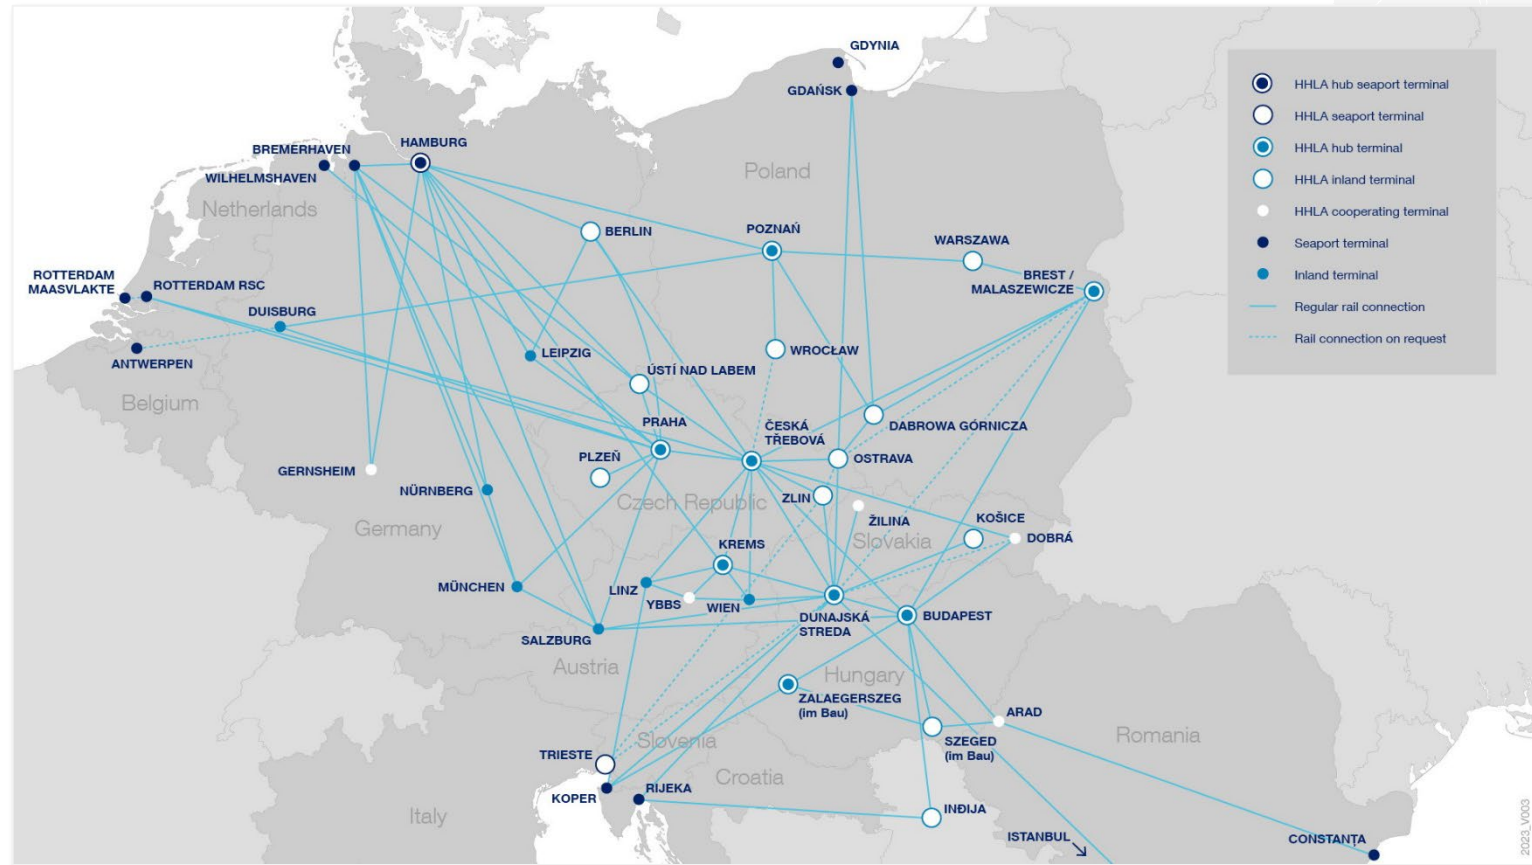 GDYNIA
GDAŃSK
HAMBURG
BREMERHAVEN
WILHELMSHAVEN
Netherlands
Poland
BERLIN
POZNAŃ
WARSZAWA
BREST /
MALASZEWICZE
ROTTERDAM
MAASVLAKTE
ROTTERDAM RSC
DUISBURG
ANTWERPEN
LEIPZIG
WROCŁAW
ÚSTÍ NAD LABEM
Belgium
PRAHA
ČESKÁ
TŘEBOVÁ
DABROWA GÓRNICZA
OSTRAVA
PLZEŇ
GERNSHEIM
NÜRNBERG
Czech Republic
ZLIN
ŽILINA
KOŠICE
DOBRÁ
Germany
Slovakia
KREMS
MÜNCHEN
LINZ
YBBS
WIEN
DUNAJSKÁ
STREDA
BUDAPEST
SALZBURG
Austria
Hungary
ZALAEGERSZEG
(im Bau)
ARAD
SZEGED
(im Bau)
Romania
Slovenia
TRIESTE
Croatia
KOPER
RIJEKA
Italy
INĐIJA
ISTANBUL
CONSTANȚA
HHLA hub seaport terminal
HHLA seaport terminal
HHLA hub terminal
HHLA inland terminal
HHLA cooperating terminal
Seaport terminal
Inland terminal
Regular rail connection
Rail connection on request
2023_V003